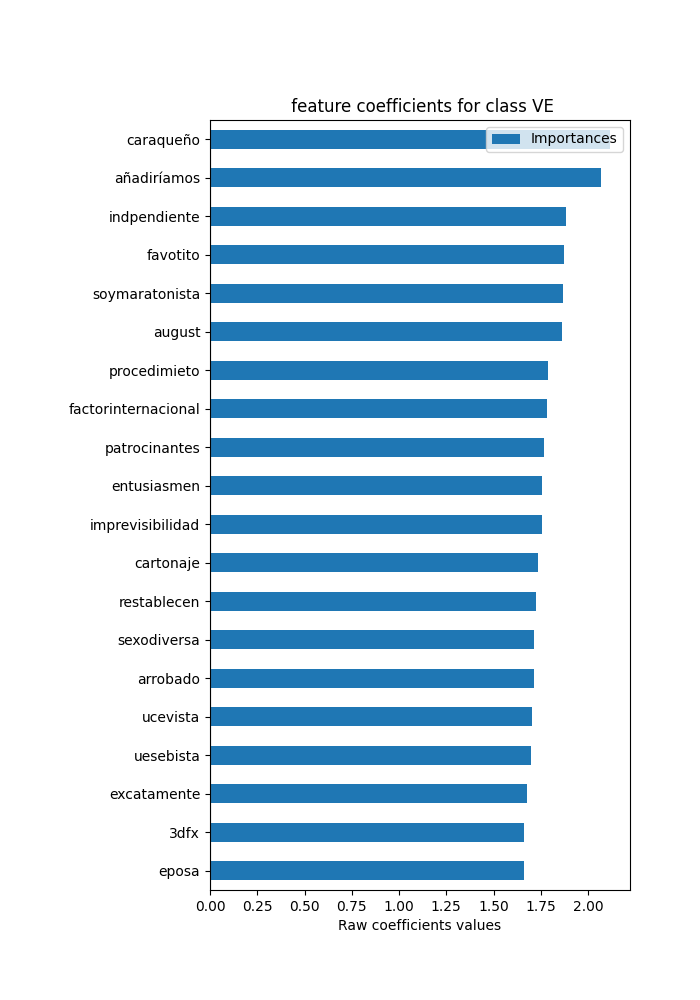 feature coefficients for class VE
Importances
caraqueño
añadiríamos
indpendiente
favotito
soymaratonista
august
procedimieto
factorinternacional
patrocinantes
entusiasmen
imprevisibilidad
cartonaje
restablecen
sexodiversa
arrobado
ucevista
uesebista
excatamente
3dfx
eposa
0.00 0.25 0.50 0.75 1.00 1.25 1.50 1.75 2.00
Raw coefficients values